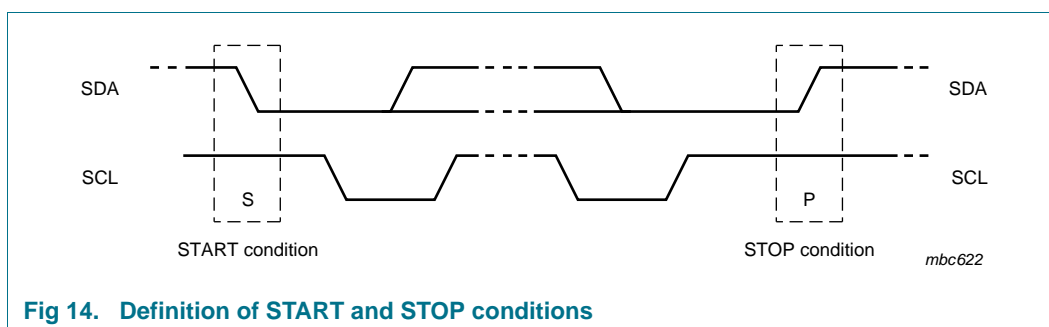 SDA SDA
SCL SCL
S P
START condition STOP condition
mbc622
Fig 14. Definition of START and STOP conditions